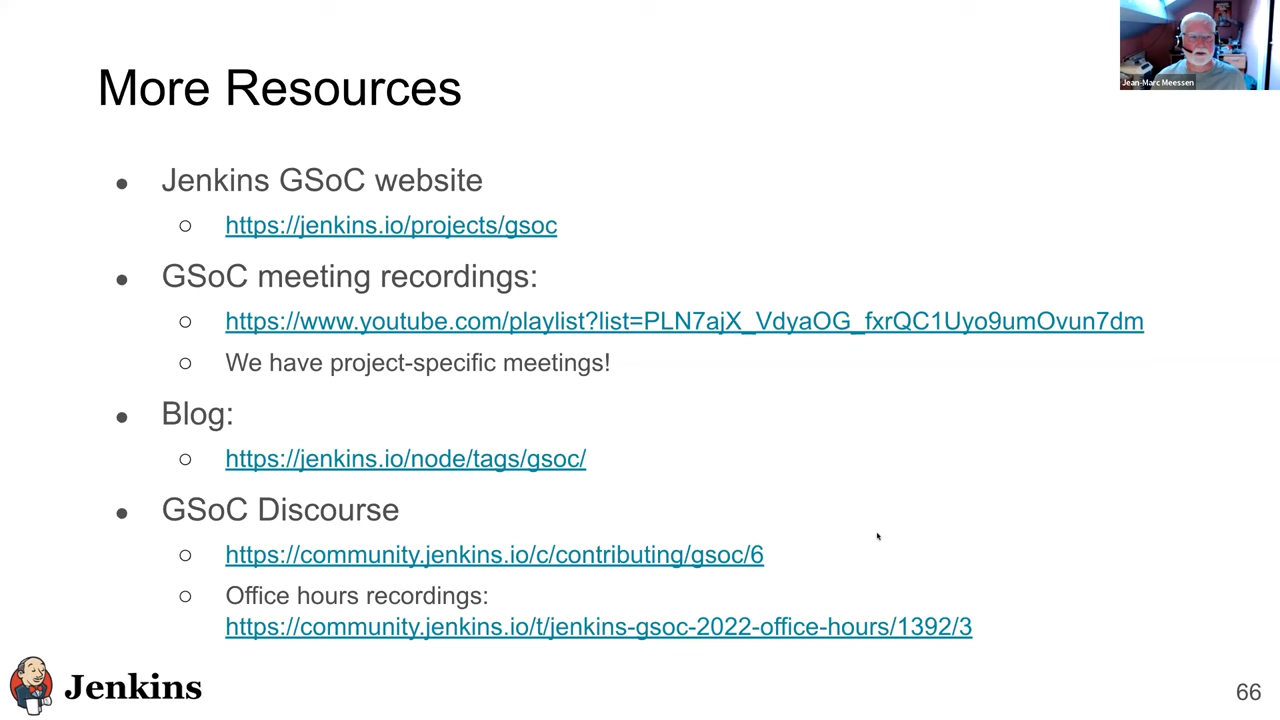 More Resources
Jean-Marc Meessen
● Jenkins GSoC website
○ https://jenkins.io/projects/gsoc
● GSoC meeting recordings:
○ https://www.youtube.com/playlist?list=PLN7ajX_VdyaOG_fxrQC1Uyo9umOvun7dm
○ We have project-specific meetings!
● Blog:
○ https://jenkins.io/node/tags/gsoc/
● GSoC Discourse
○ https://community.jenkins.io/c/contributing/gsoc/6
○ Office hours recordings:
https://community.jenkins.io/t/jenkins-gsoc-2022-office-hours/1392/3
Jenkins
66